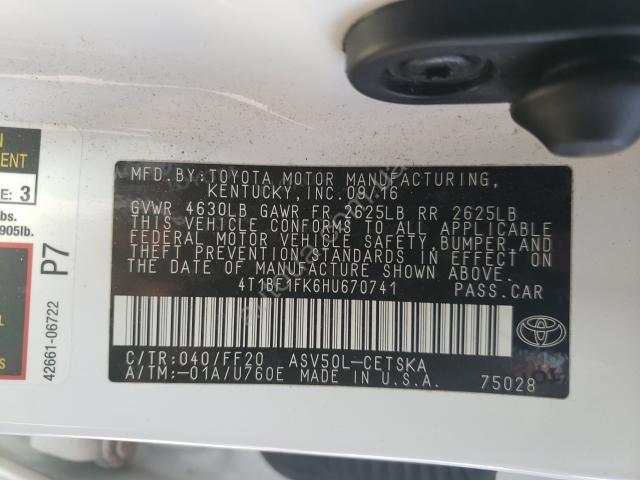 MFD. BY: TOYOTA MOTOR MANUFACTURING,
KENTUCKY, INC. 09/16
GVWR 4630LB GAWR FR 2625LB RR 2625LB
THIS VEHICLE CONFORMS TO ALL APPLICABLE
FEDERAL MOTOR VEHICLE SAFETY, BUMPER, AND
THEFT PREVENTION STANDARDS IN EFFECT ON
THE DATE OF MANUFACTURE SHOWN ABOVE.
4T1BF1FK6HU670741 PASS.CAR
C/TR: 040/FF20 ASV50L-CETSKA
A/TM:-01A/U760E MADE IN U.S.A. 75028
E: 3
lbs.
905lb.
P7
42661-06722